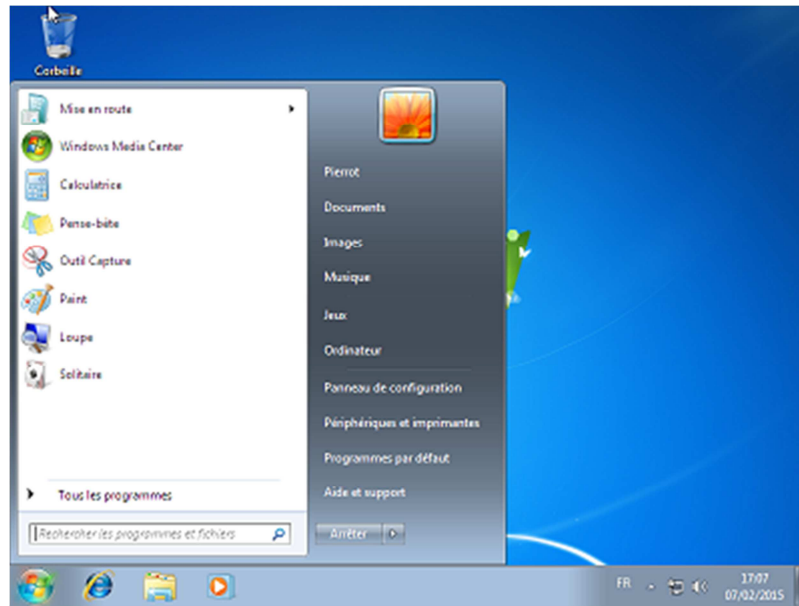 Corbeille
Mise en route
Windows Media Center
Calculatrice
Pense-bête
Outil Capture
Paint
Loupe
Solitaire
Tous les programmes
Rechercher les programmes et fichiers
Pierrot
Documents
Images
Musique
Jeux
Ordinateur
Panneau de configuration
Périphériques et imprimantes
Programmes par défaut
Aide et support
Arrêter
FR
17:07
07/02/2015